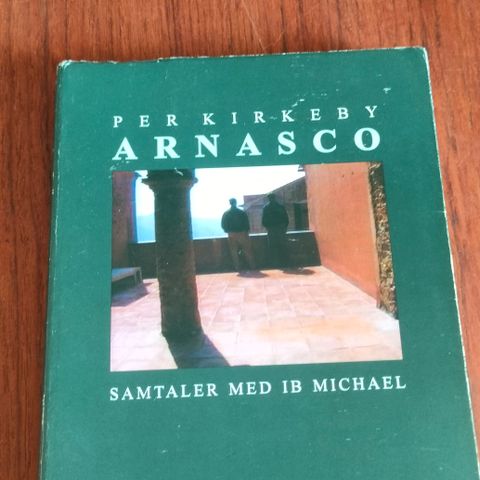 PER KIRKEBY
ARNASCO
SAMTALER MED IB MICHAEL